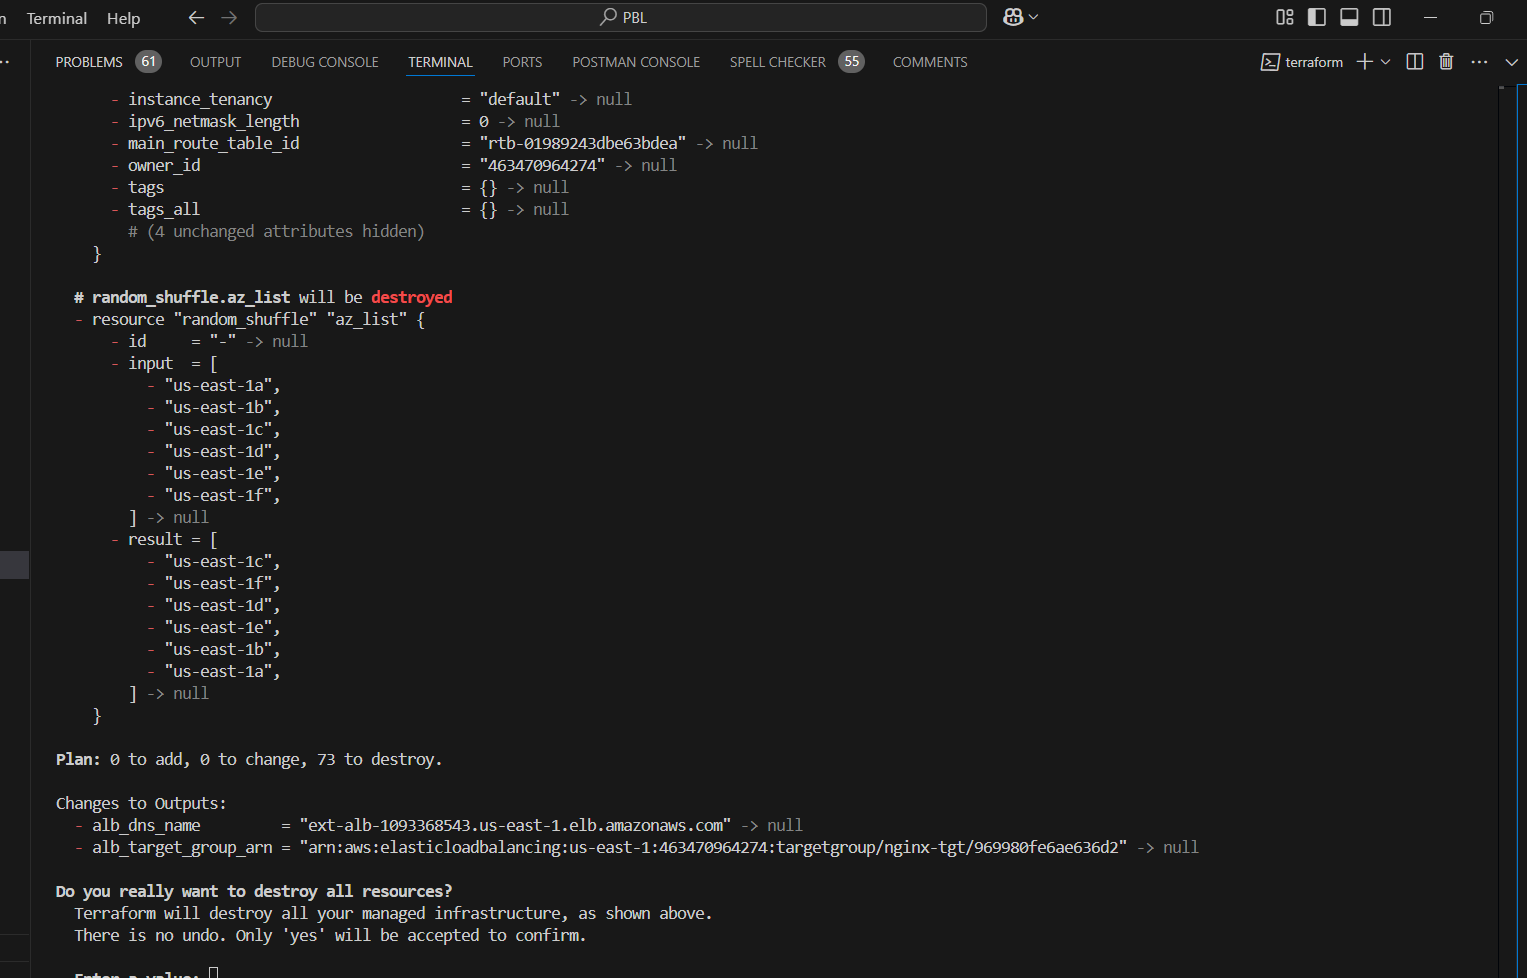 Terminal Help PBL
PROBLEMS 61 OUTPUT DEBUG CONSOLE TERMINAL PORTS POSTMAN CONSOLE SPELL CHECKER 55 COMMENTS terraform
- instance_tenancy = "default" -> null
- ipv6_netmask_length = 0 -> null
- main_route_table_id = "rtb-01989243dbe63bdea" -> null
- owner_id = "463470964274" -> null
- tags = {} -> null
- tags_all = {} -> null
# (4 unchanged attributes hidden)
}
# random_shuffle.az_list will be destroyed
- resource "random_shuffle" "az_list" {
- id = "-" -> null
- input = [
- "us-east-1a",
- "us-east-1b",
- "us-east-1c",
- "us-east-1d",
- "us-east-1e",
- "us-east-1f",
] -> null
- result = [
- "us-east-1c",
- "us-east-1f",
- "us-east-1d",
- "us-east-1e",
- "us-east-1b",
- "us-east-1a",
] -> null
}
Plan: 0 to add, 0 to change, 73 to destroy.
Changes to Outputs:
- alb_dns_name = "ext-alb-1093368543.us-east-1.elb.amazonaws.com" -> null
- alb_target_group_arn = "arn:aws:elasticloadbalancing:us-east-1:463470964274:targetgroup/nginx-tgt/969980fe6ae636d2" -> null
Do you really want to destroy all resources?
Terraform will destroy all your managed infrastructure, as shown above.
There is no undo. Only 'yes' will be accepted to confirm.
Enter a value: